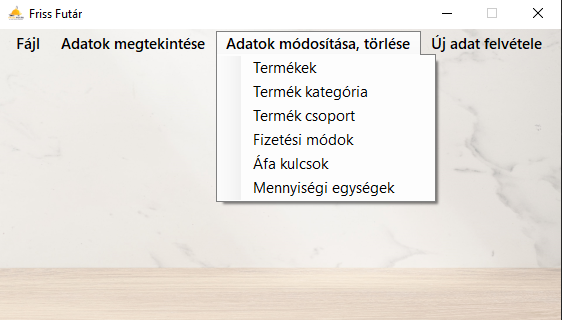 Friss Futár
Fájl Adatok megtekintése Adatok módosítása, törlése Új adat felvétele
Termékek
Termék kategória
Termék csoport
Fizetési módok
Áfa kulcsok
Mennyiségi egységek